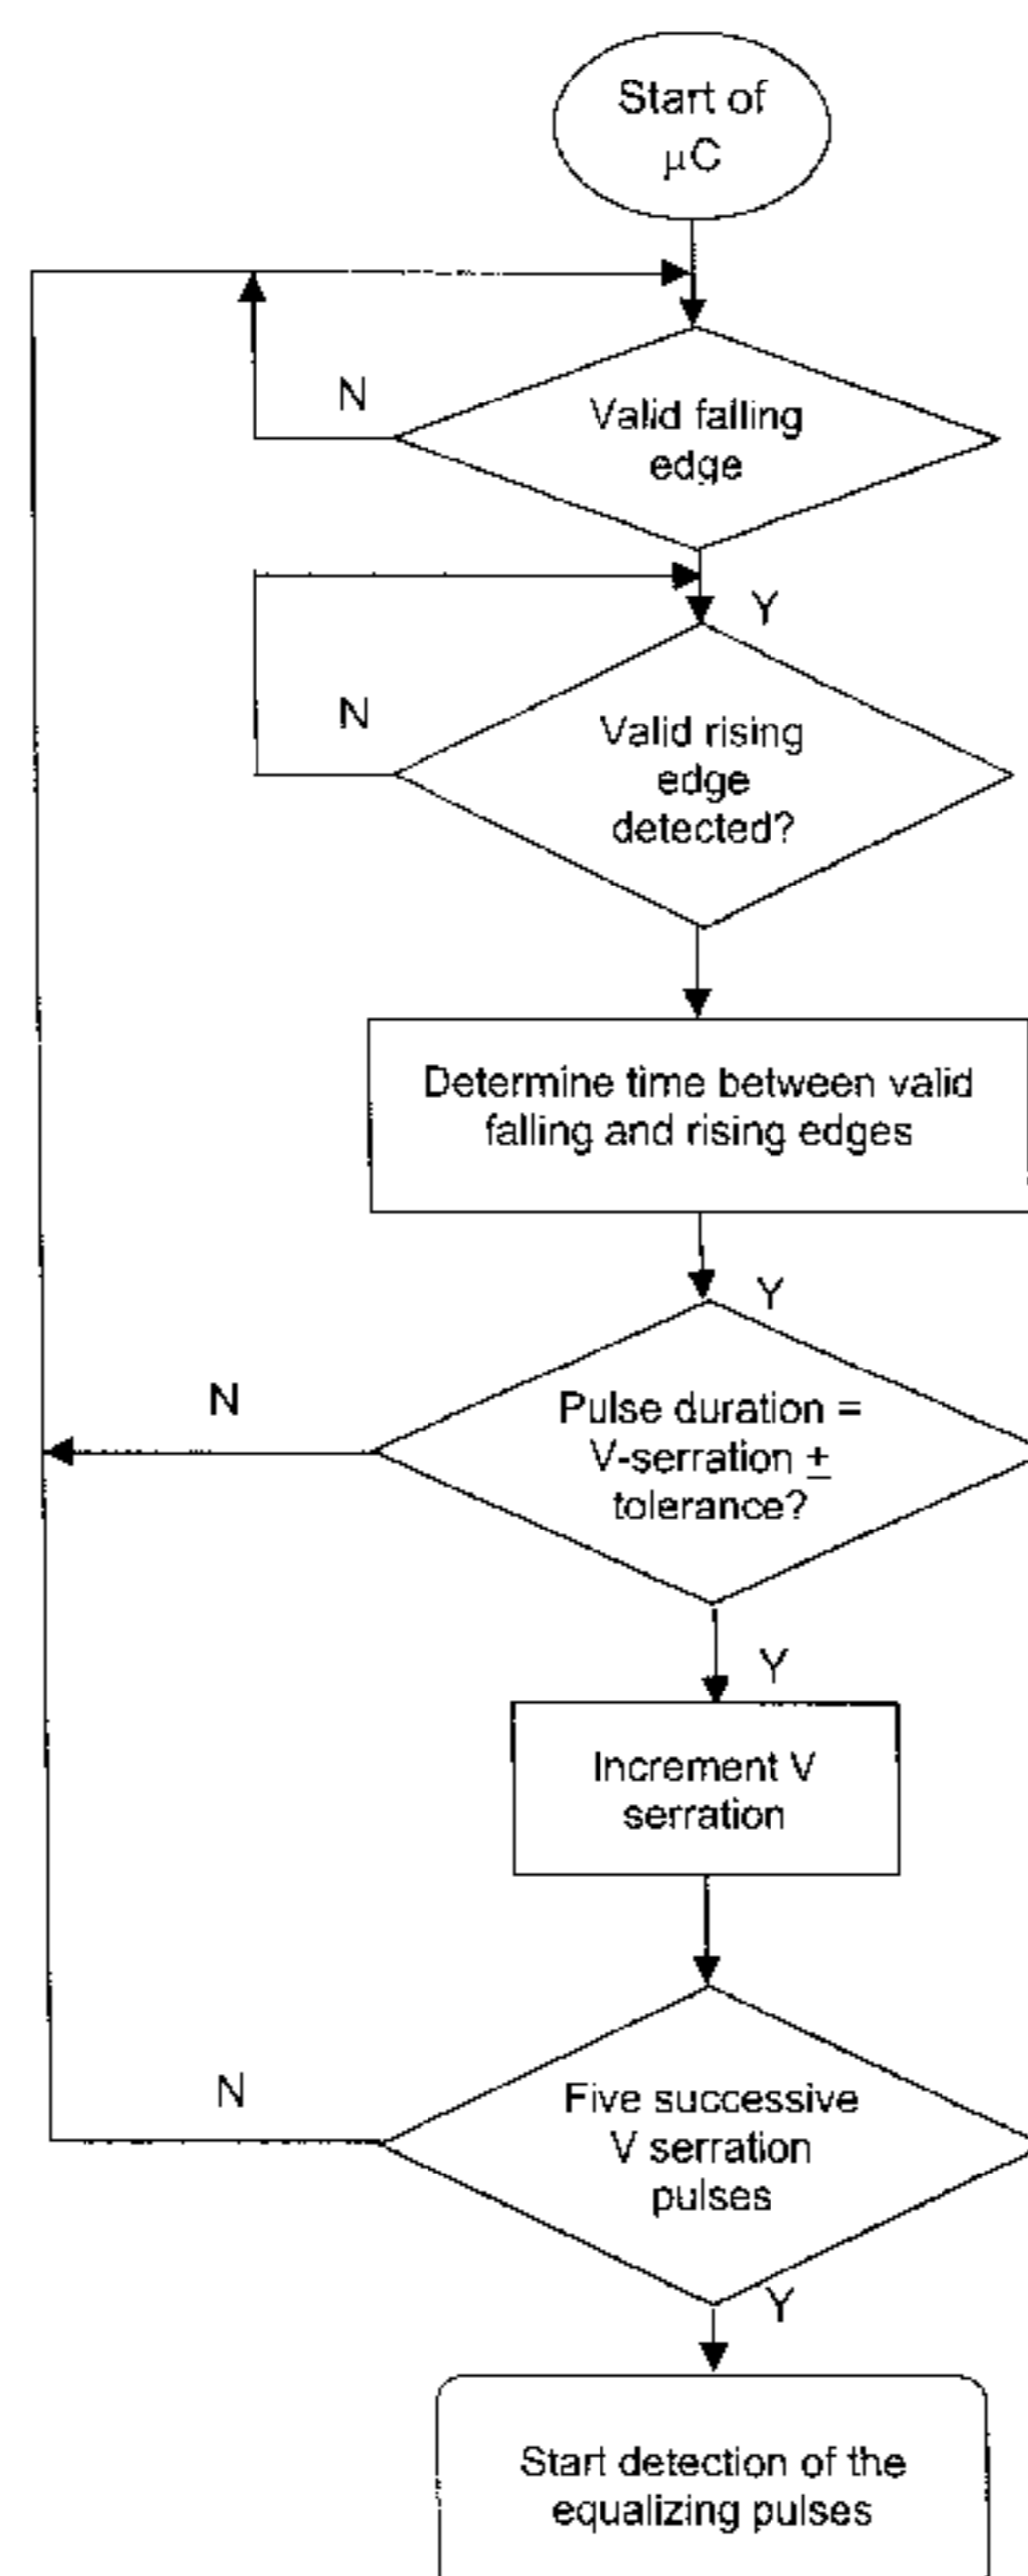 Start of
μC
N
Valid falling
edge
Y
N
Valid rising
edge
detected?
Determine time between valid
falling and rising edges
Y
N
Pulse duration =
V-serration ±
tolerance?
Y
Increment V
serration
N
Five successive
V serration
pulses
Y
Start detection of the
equalizing pulses